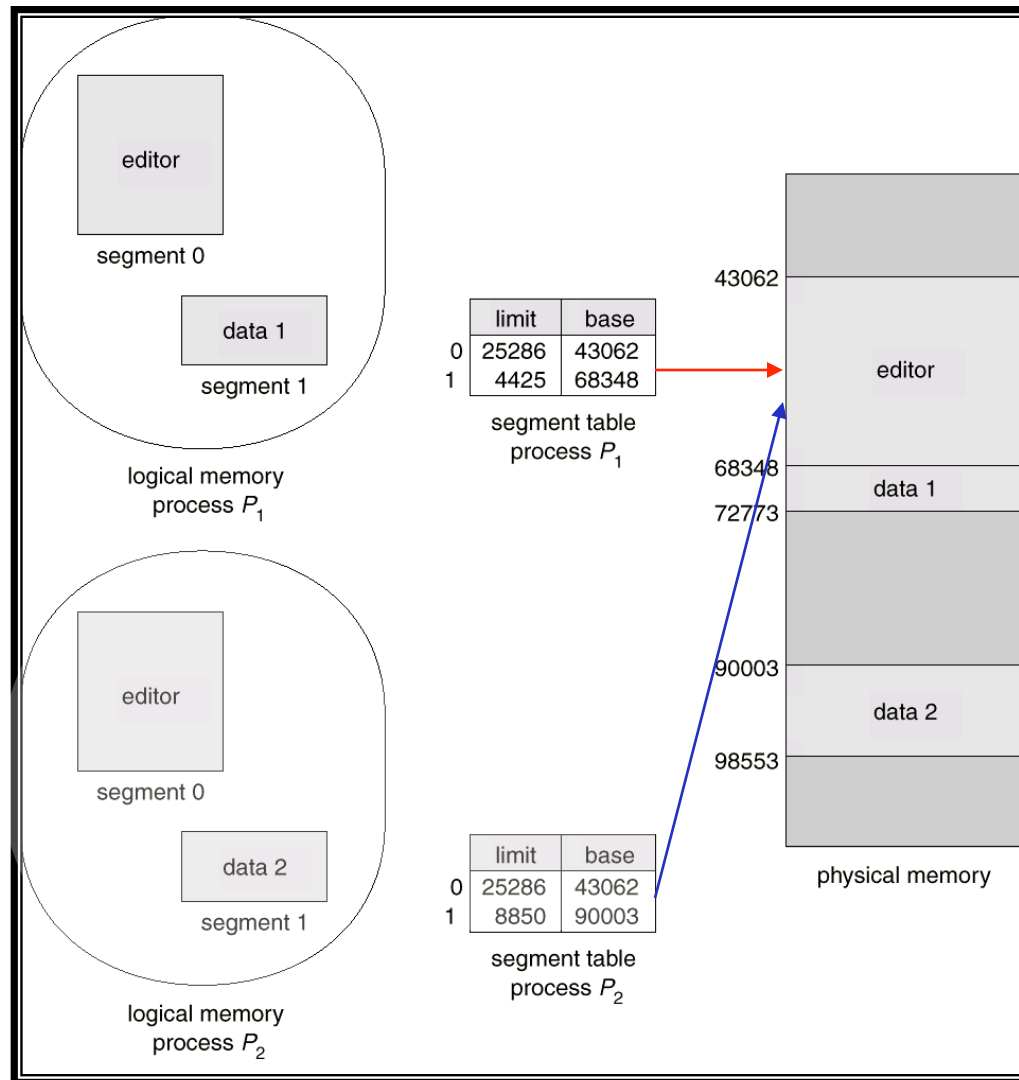 editor
segment 0
data 1
segment 1
logical memory
process P1
limit base
0 25286 43062
1 4425 68348
segment table
process P1
43062
editor
68348
data 1
72773
90003
data 2
98553
physical memory
editor
segment 0
data 2
segment 1
logical memory
process P2
limit base
0 25286 43062
1 8850 90003
segment table
process P2